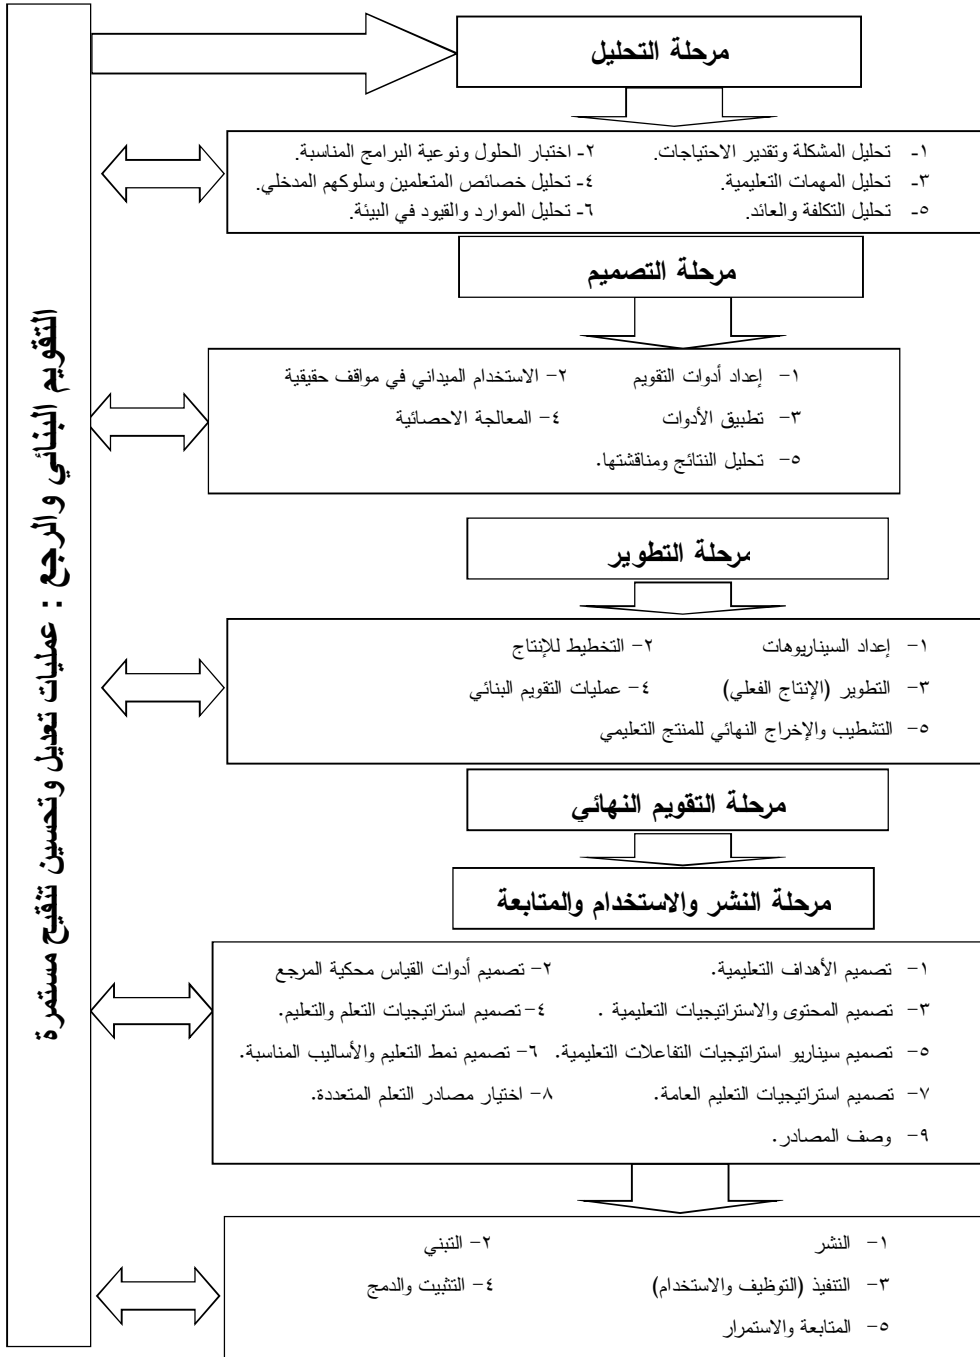 مرحلة التحليل
١- تحليل المشكلة وتقدير الاحتياجات. ٢- اختبار الحلول ونوعية البرامج المناسبة.
٣- تحليل المهمات التعليمية. ٤- تحليل خصائص المتعلمين وسلوكهم المدخلي.
٥- تحليل التكلفة والعائد. ٦- تحليل الموارد والقيود في البيئة.
مرحلة التصميم
١- إعداد أدوات التقويم ٢- الاستخدام الميداني في مواقف حقيقية
٣- تطبيق الأدوات ٤- المعالجة الاحصائية
٥- تحليل النتائج ومناقشتها.
مرحلة التطوير
١- إعداد السيناريوهات ٢- التخطيط للإنتاج
٣- التطوير (الإنتاج الفعلي) ٤- عمليات التقويم البنائي
٥- التشطيب والإخراج النهائي للمنتج التعليمي
مرحلة التقويم النهائي
مرحلة النشر والاستخدام والمتابعة
١- تصميم الأهداف التعليمية. ٢- تصميم أدوات القياس محكية المرجع
٣- تصميم المحتوى والاستراتيجيات التعليمية . ٤- تصميم استراتيجيات التعلم والتعليم.
٥- تصميم سيناريو استراتيجيات التفاعلات التعليمية. ٦- تصميم نمط التعليم والأساليب المناسبة.
٧- تصميم استراتيجيات التعليم العامة. ٨- اختيار مصادر التعلم المتعددة.
٩- وصف المصادر.
١- النشر ٢- التبني
٣- التنفيذ (التوظيف والاستخدام) ٤- التثبيت والدمج
٥- المتابعة والاستمرار
التقويم البنائي والرجع : عمليات تعديل وتحسين تنقيح مستمرة